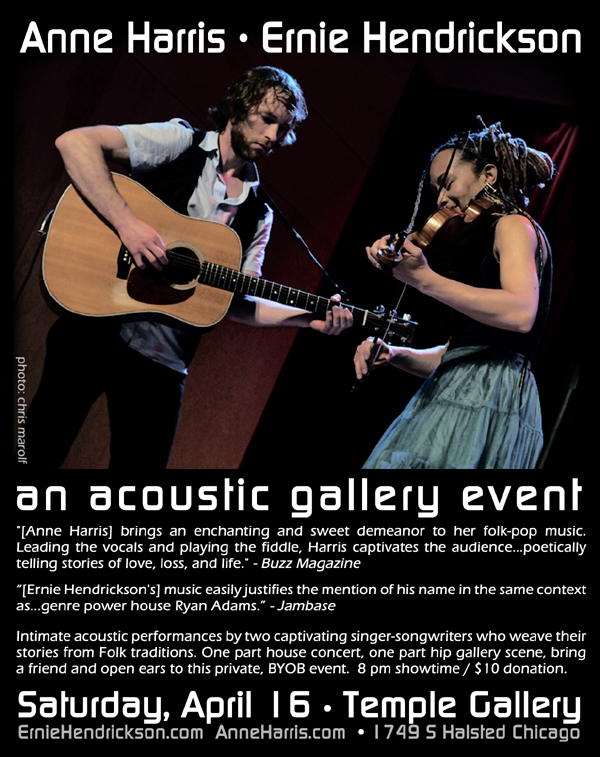 Anne Harris • Ernie Hendrickson
photo: chris marolf
an acoustic gallery event
"[Anne Harris] brings an enchanting and sweet demeanor to her folk-pop music.
Leading the vocals and playing the fiddle, Harris captivates the audience...poetically
telling stories of love, loss, and life." - Buzz Magazine
"[Ernie Hendrickson's] music easily justifies the mention of his name in the same context
as...genre power house Ryan Adams." - Jambase
Intimate acoustic performances by two captivating singer-songwriters who weave their
stories from Folk traditions. One part house concert, one part hip gallery scene, bring
a friend and open ears to this private, BYOB event. 8 pm showtime / $10 donation.
Saturday, April 16 • Temple Gallery
ErnieHendrickson.com AnneHarris.com • 1749 S Halsted Chicago